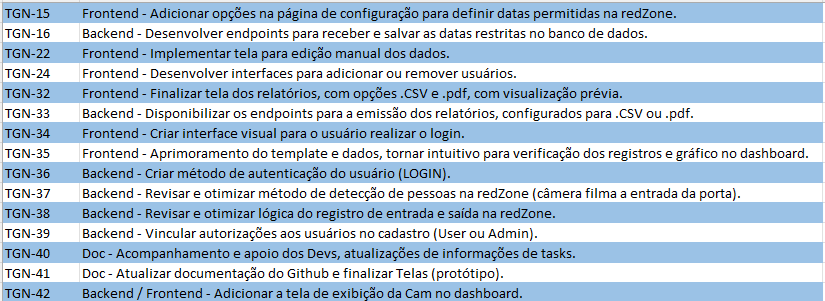 TGN-15 Frontend - Adicionar opções na página de configuração para definir datas permitidas na redZone.
TGN-16 Backend - Desenvolver endpoints para receber e salvar as datas restritas no banco de dados.
TGN-22 Frontend - Implementar tela para edição manual dos dados.
TGN-24 Frontend - Desenvolver interfaces para adicionar ou remover usuários.
TGN-32 Frontend - Finalizar tela dos relatórios, com opções .CSV e .pdf, com visualização prévia.
TGN-33 Backend - Disponibilizar os endpoints para a emissão dos relatórios, configurados para .CSV ou .pdf.
TGN-34 Frontend - Criar interface visual para o usuário realizar o login.
TGN-35 Frontend - Aprimoramento do template e dados, tornar intuitivo para verificação dos registros e gráfico no dashboard.
TGN-36 Backend - Criar método de autenticação do usuário (LOGIN).
TGN-37 Backend - Revisar e otimizar método de detecção de pessoas na redZone (câmera filma a entrada da porta).
TGN-38 Backend - Revisar e otimizar lógica do registro de entrada e saída na redZone.
TGN-39 Backend - Vincular autorizações aos usuários no cadastro (User ou Admin).
TGN-40 Doc - Acompanhamento e apoio dos Devs, atualizações de informações de tasks.
TGN-41 Doc - Atualizar documentação do Github e finalizar Telas (protótipo).
TGN-42 Backend / Frontend - Adicionar a tela de exibição da Cam no dashboard.